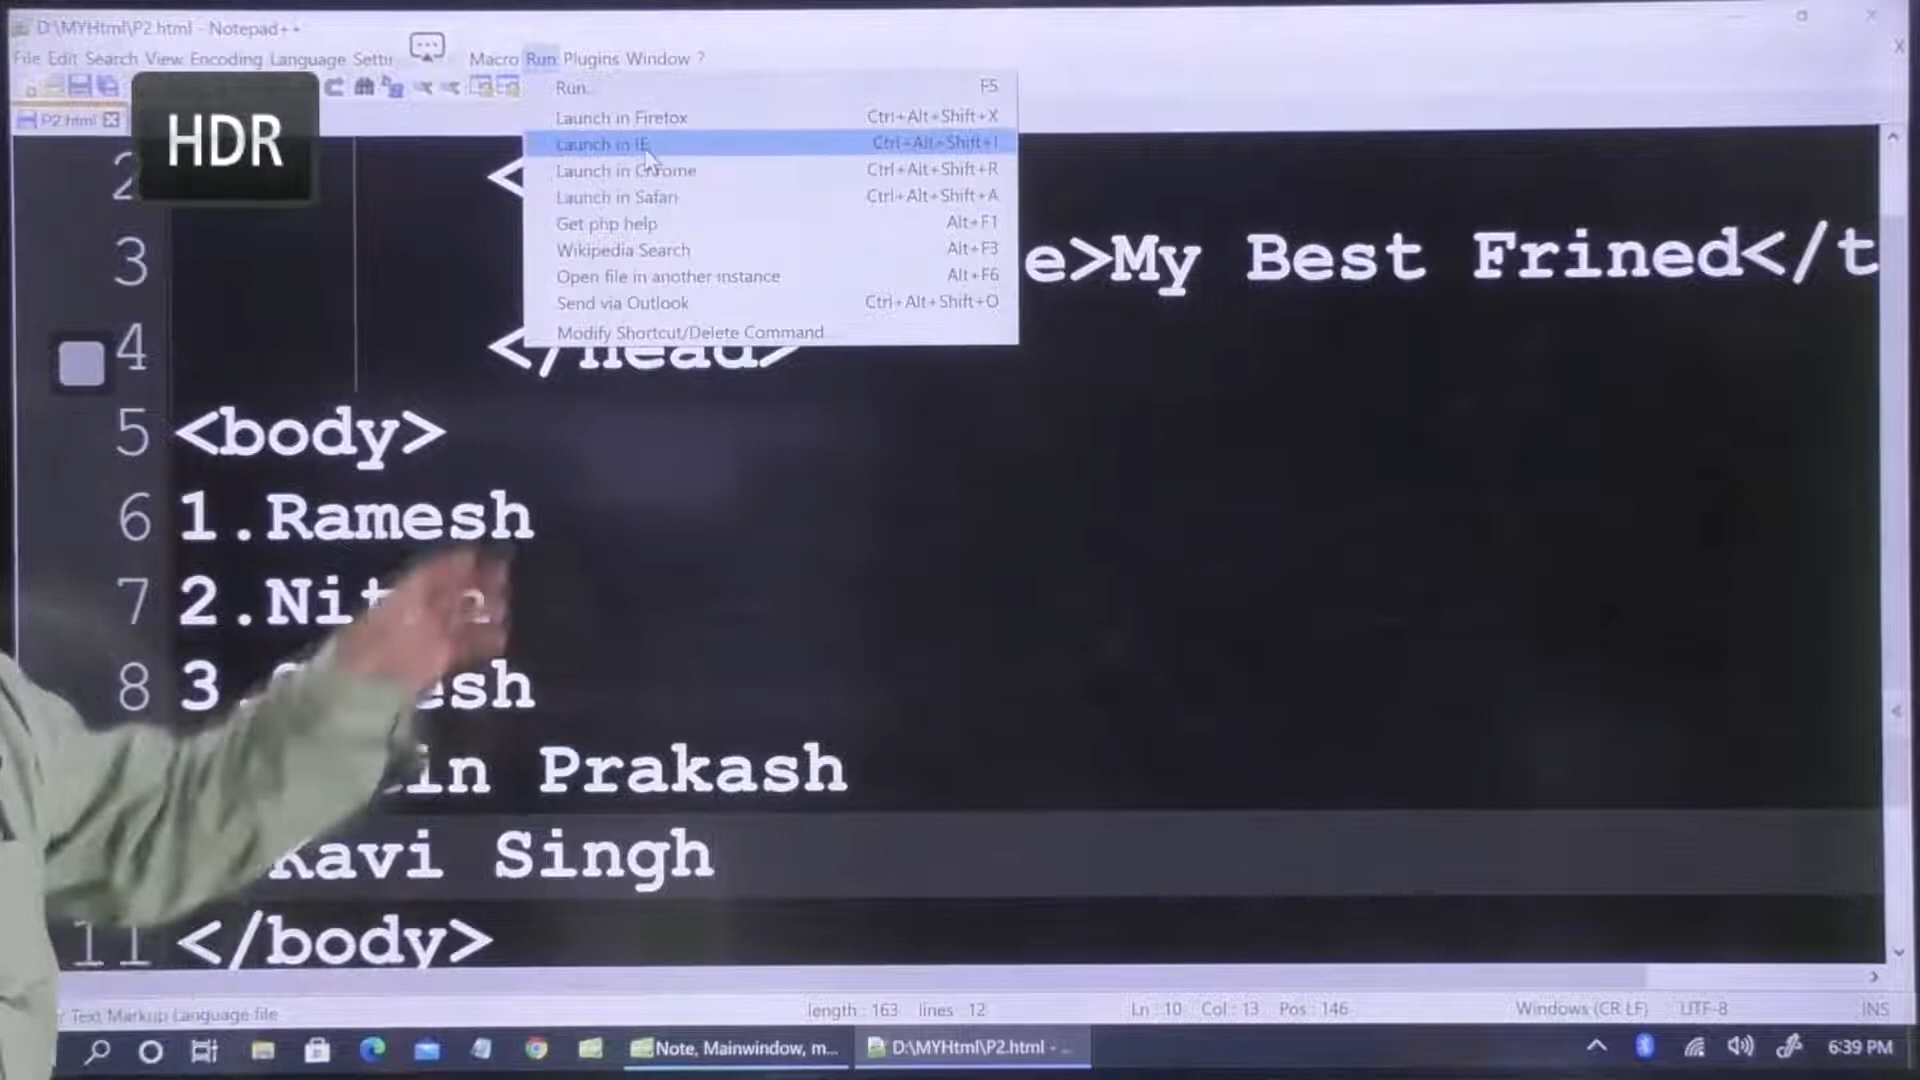 D:\MYHtml\P2.html - Notepad++
File Edit Search View Encoding Language Macro Run Plugins Window ?
HDR
P2.html
Run... F5
Launch in Firefox Ctrl+Alt+Shift+X
Launch in IE Ctrl+Alt+Shift+I
Launch in Chrome Ctrl+Alt+Shift+R
Launch in Safari Ctrl+Alt+Shift+A
Get php help Alt+F1
Wikipedia Search Alt+F3
Open file in another instance Alt+F6
Send via Outlook Ctrl+Alt+Shift+O
Modify Shortcut/Delete Command
2 <
3 e>My Best Frined</t
4 </head>
5 <body>
6 1.Ramesh
7 2.Nit
8 3. esh
in Prakash
Ravi Singh
11 </body>
Text Markup Language file length : 163 lines : 12 Ln : 10 Col : 13 Pos : 146 Windows (CR LF) UTF-8 INS
Note, Mainwindow, m... D:\MYHtml\P2.html - ... 6:39 PM